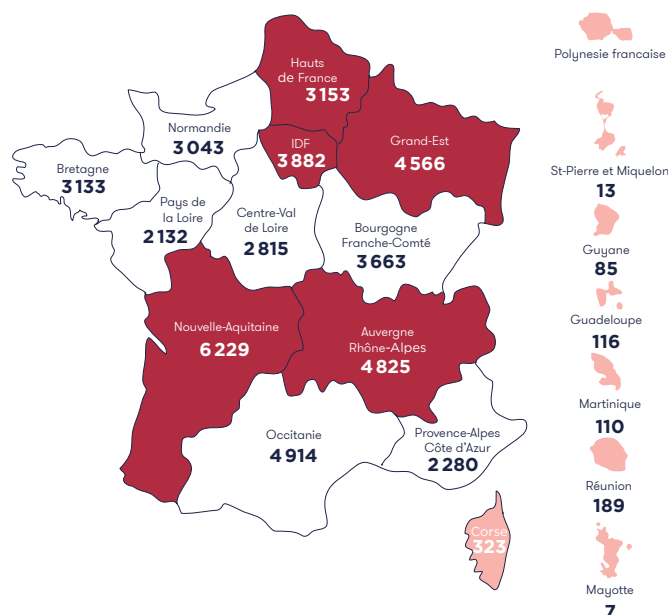 Hauts
de France
3 153
Normandie
3 043
IDF
3 882
Grand-Est
4 566
Bretagne
3 133
Pays de
la Loire
2 132
Centre-Val
de Loire
2 815
Bourgogne
Franche-Comté
3 663
Nouvelle-Aquitaine
6 229
Auvergne
Rhône-Alpes
4 825
Occitanie
4 914
Provence-Alpes
Côte d'Azur
2 280
Corse
323
Polynesie francaise
St-Pierre et Miquelon
13
Guyane
85
Guadeloupe
116
Martinique
110
Réunion
189
Mayotte
7